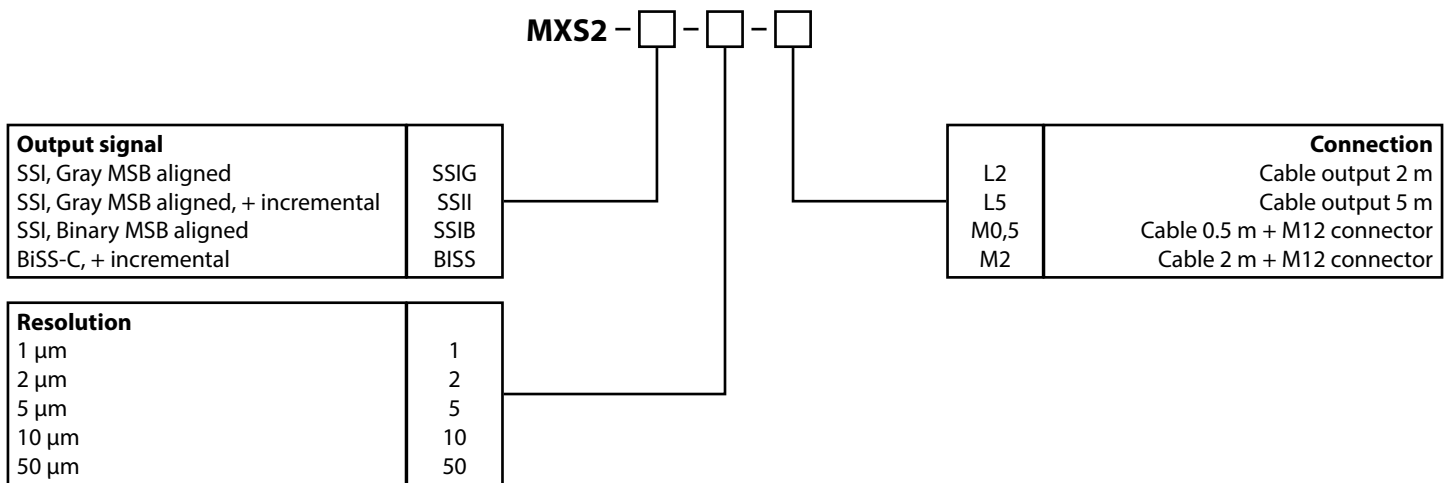 MXS2 – –  –
Output signal
SSI, Gray MSB aligned SSIG
SSI, Gray MSB aligned, + incremental SSII
SSI, Binary MSB aligned SSIB
BiSS-C, + incremental BISS
Connection
L2 Cable output 2 m
L5 Cable output 5 m
M0,5 Cable 0.5 m + M12 connector
M2 Cable 2 m + M12 connector
Resolution
1 µm 1
2 µm 2
5 µm 5
10 µm 10
50 µm 50